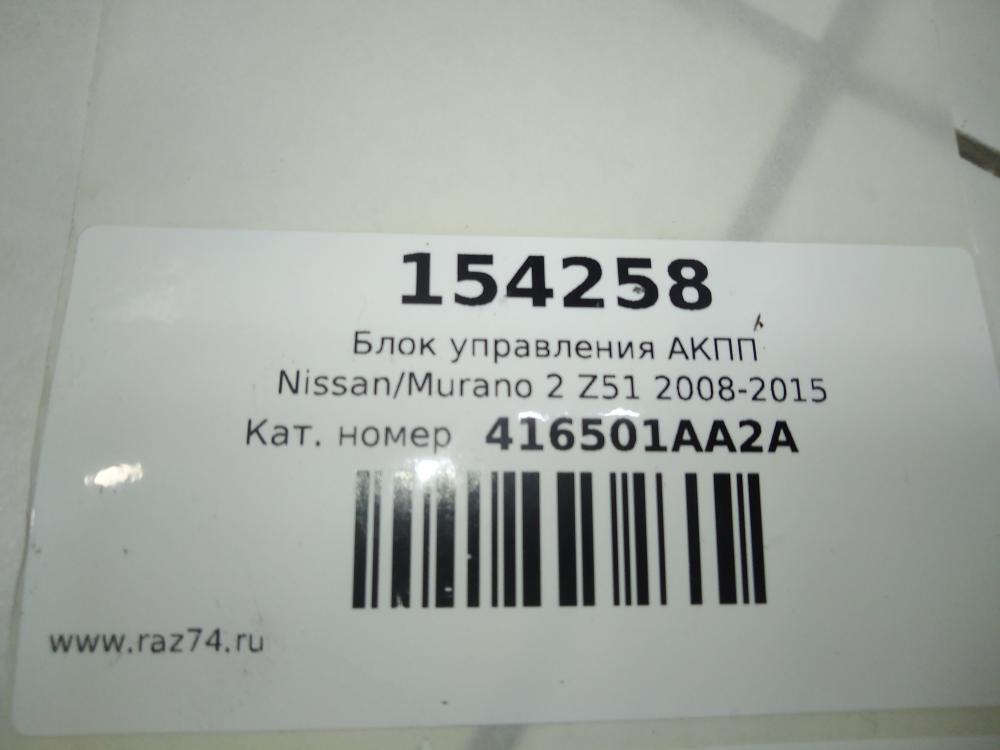 154258
Блок управления АКПП
Nissan/Murano 2 Z51 2008-2015
Кат. номер 416501AA2A
www.raz74.ru